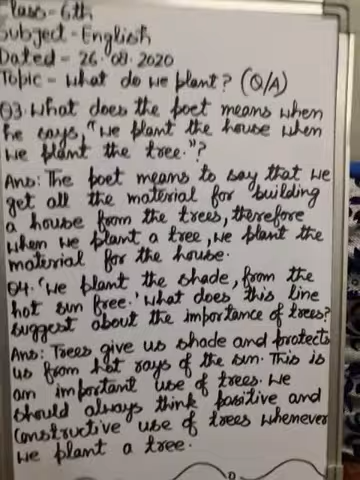 Class-6th
Subject-English
Dated- 26.08.2020
Topic- What do we plant? (Q/A)
Q3. What does the poet means when
he says, "we plant the house when
we plant the tree."?
Ans: The poet means to say that we
get all the material for building
a house from the trees, therefore
when we plant a tree, we plant the
material for the house.
Q4. 'We plant the shade, from the
hot sun free.' What does this line
suggest about the importance of trees?
Ans: Trees give us shade and protects
us from hot rays of the sun. This is
an important use of trees. We
should always think positive and
constructive use of trees whenever
we plant a tree.